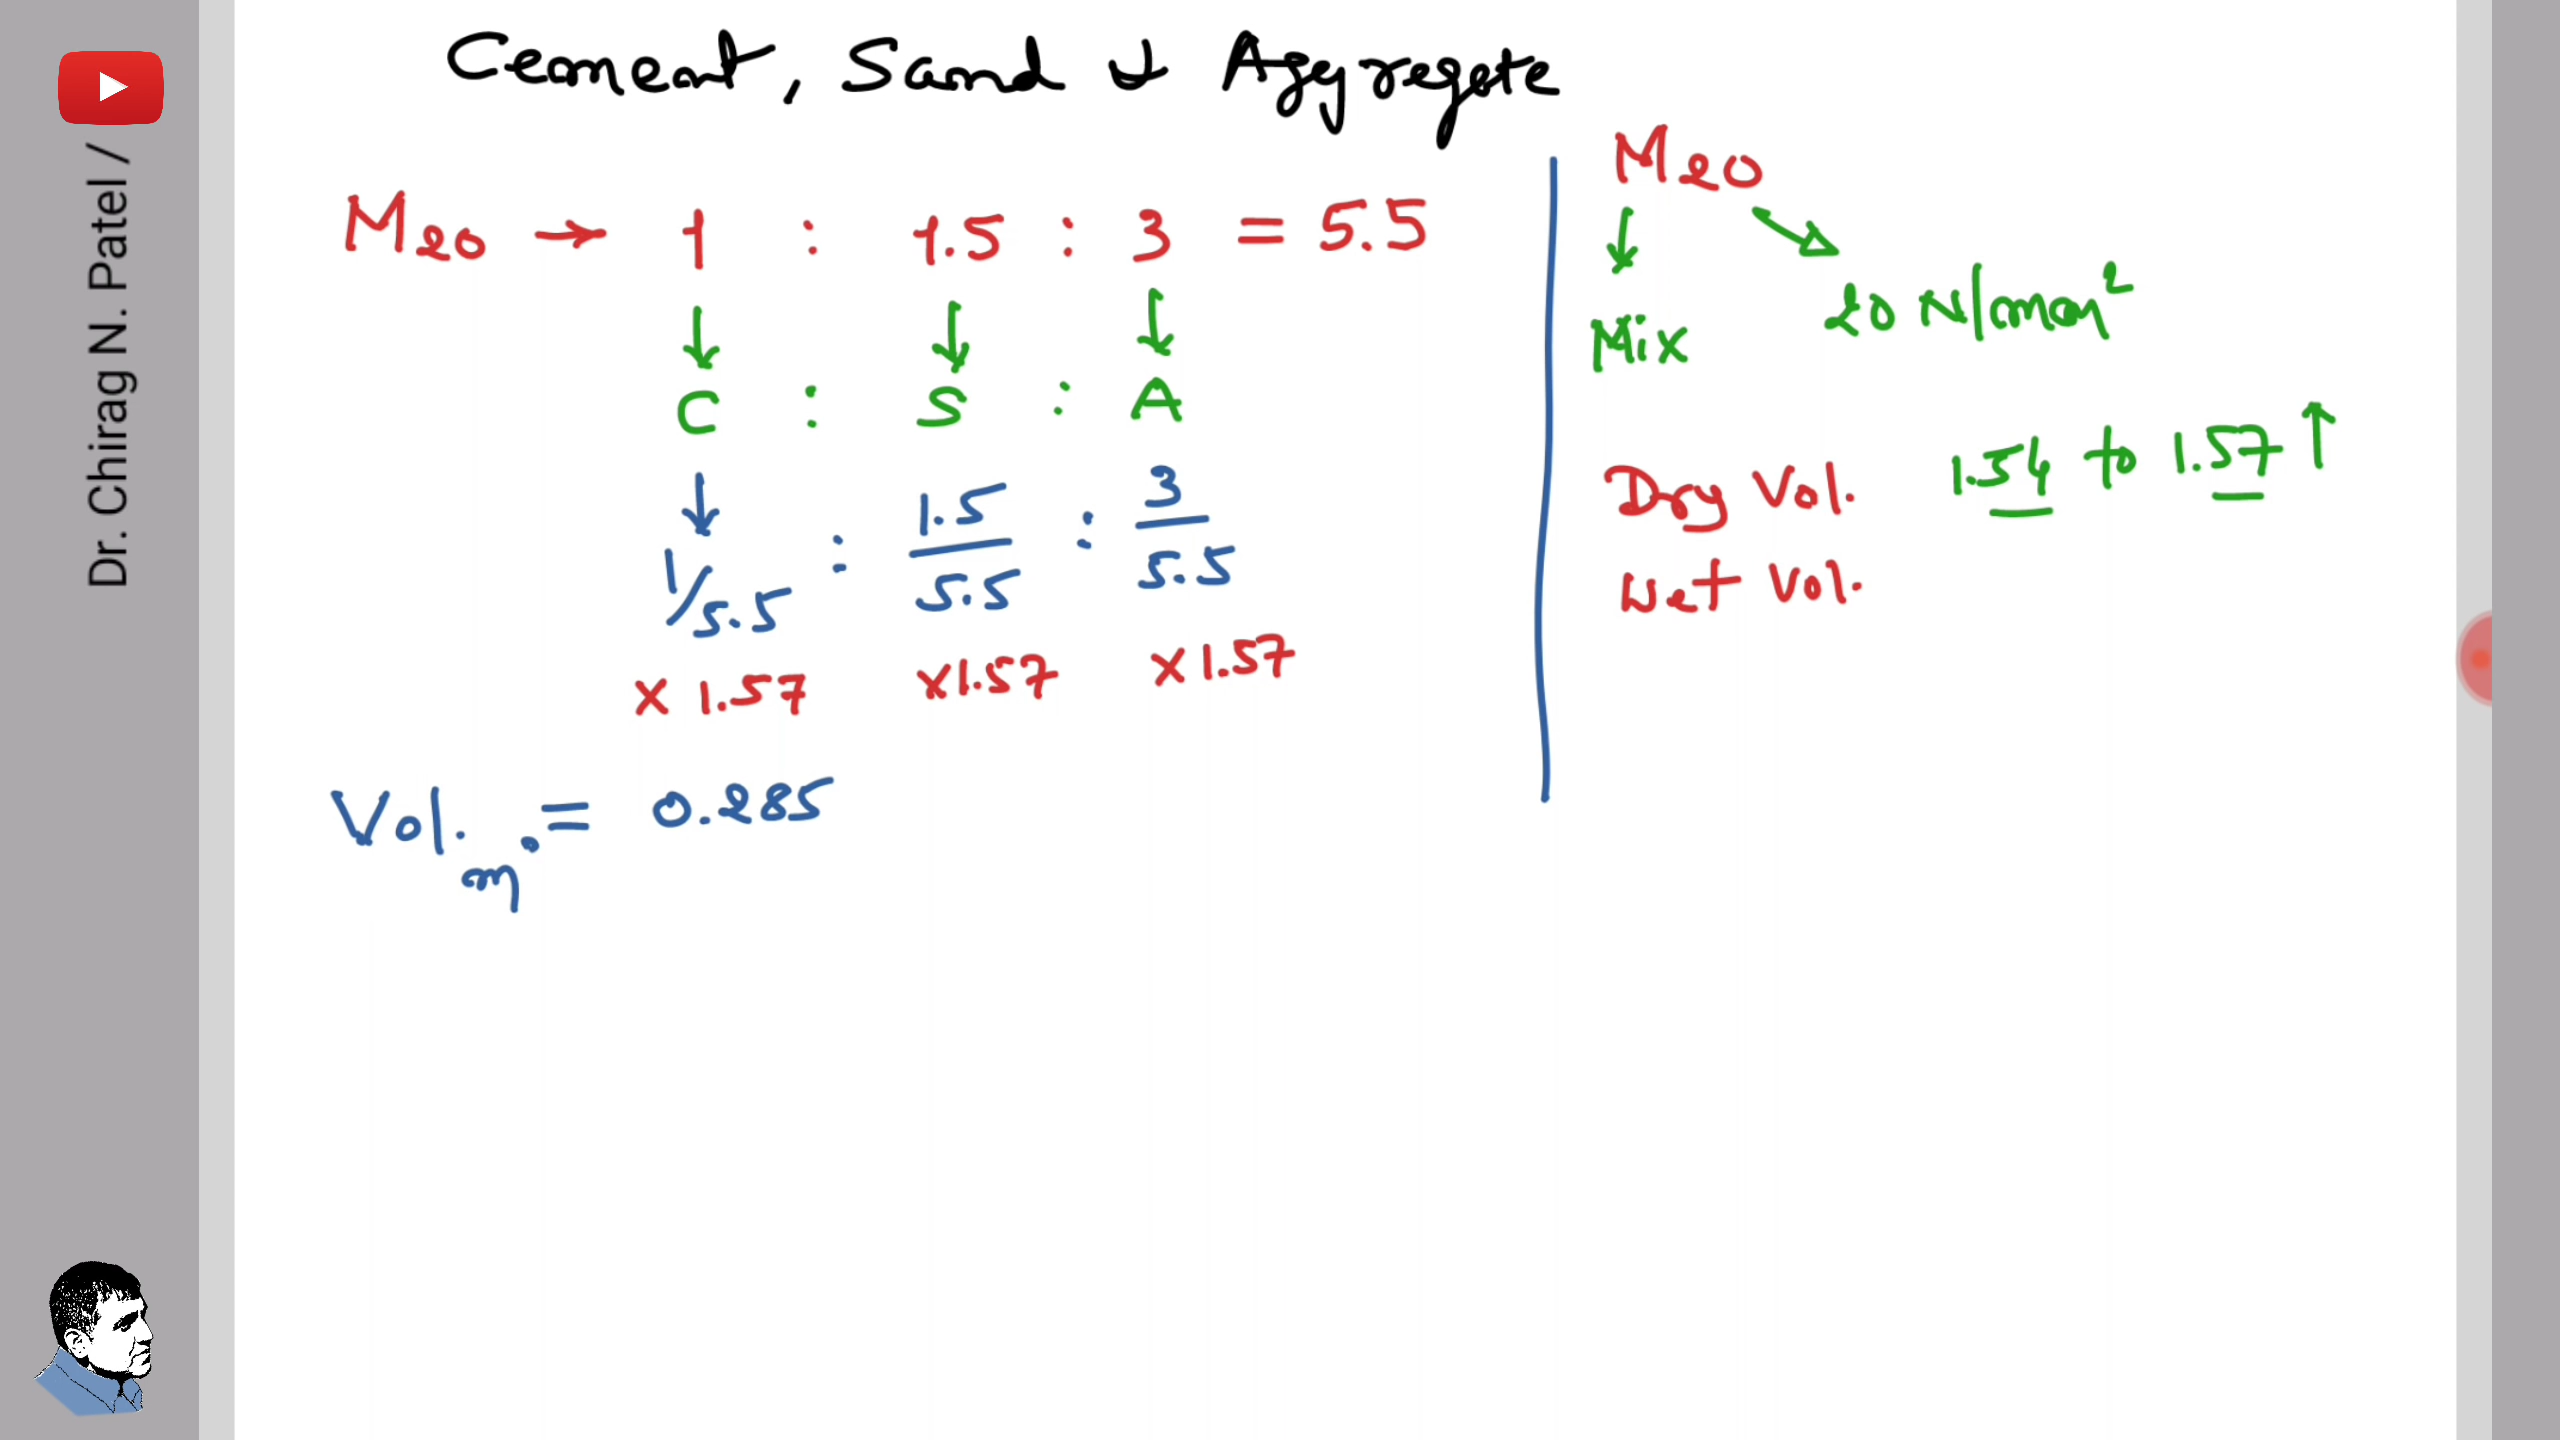 Cement, Sand & Aggregate
M20 → 1 : 1.5 : 3 = 5.5
↓ ↓ ↓
C : S : A
↓
1/5.5 : 1.5/5.5 : 3/5.5
x 1.57 x1.57 x 1.57
Vol. = 0.285
m
M20
↓ ↘
Mix 20 N/mm²
Dry Vol. 1.54 to 1.57 ↑
Wet Vol.
Dr. Chirag N. Patel /